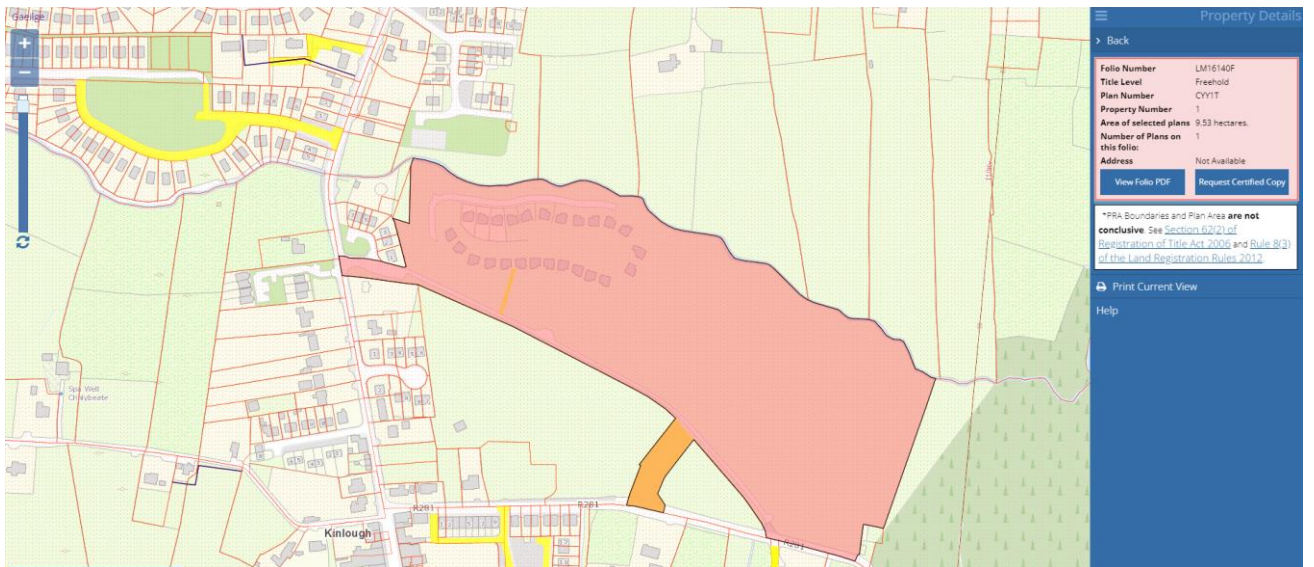 Gaeilge
+
−
Spa Well
Chalybeate
Kinlough
R281
R281
R281
Property Details
Back
Folio Number LM16140F
Title Level Freehold
Plan Number CYY1T
Property Number 1
Area of selected plans 9.53 hectares.
Number of Plans on
this folio: 1
Address Not Available
View Folio PDF Request Certified Copy
*PRA Boundaries and Plan Area are not
conclusive. See Section 62(2) of
Registration of Title Act 2006 and Rule 8(3)
of the Land Registration Rules 2012.
Print Current View
Help